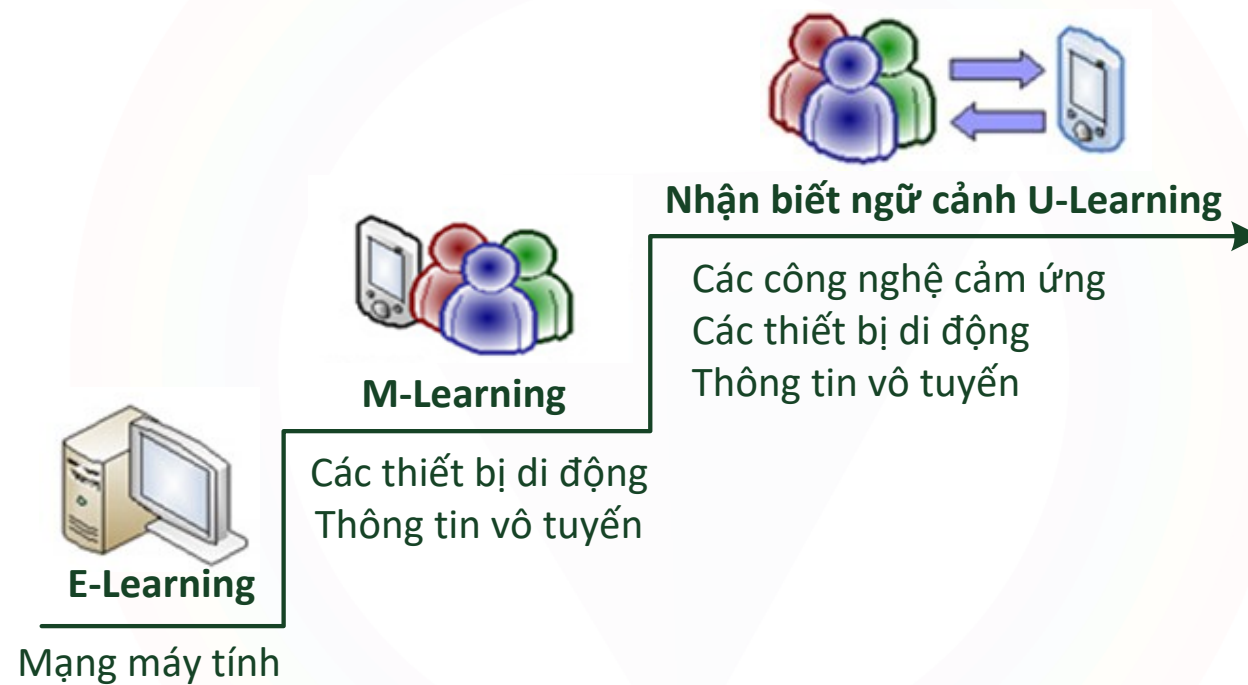 Nhận biết ngữ cảnh U-Learning
Các công nghệ cảm ứng
Các thiết bị di động
Thông tin vô tuyến
M-Learning
Các thiết bị di động
Thông tin vô tuyến
E-Learning
Mạng máy tính